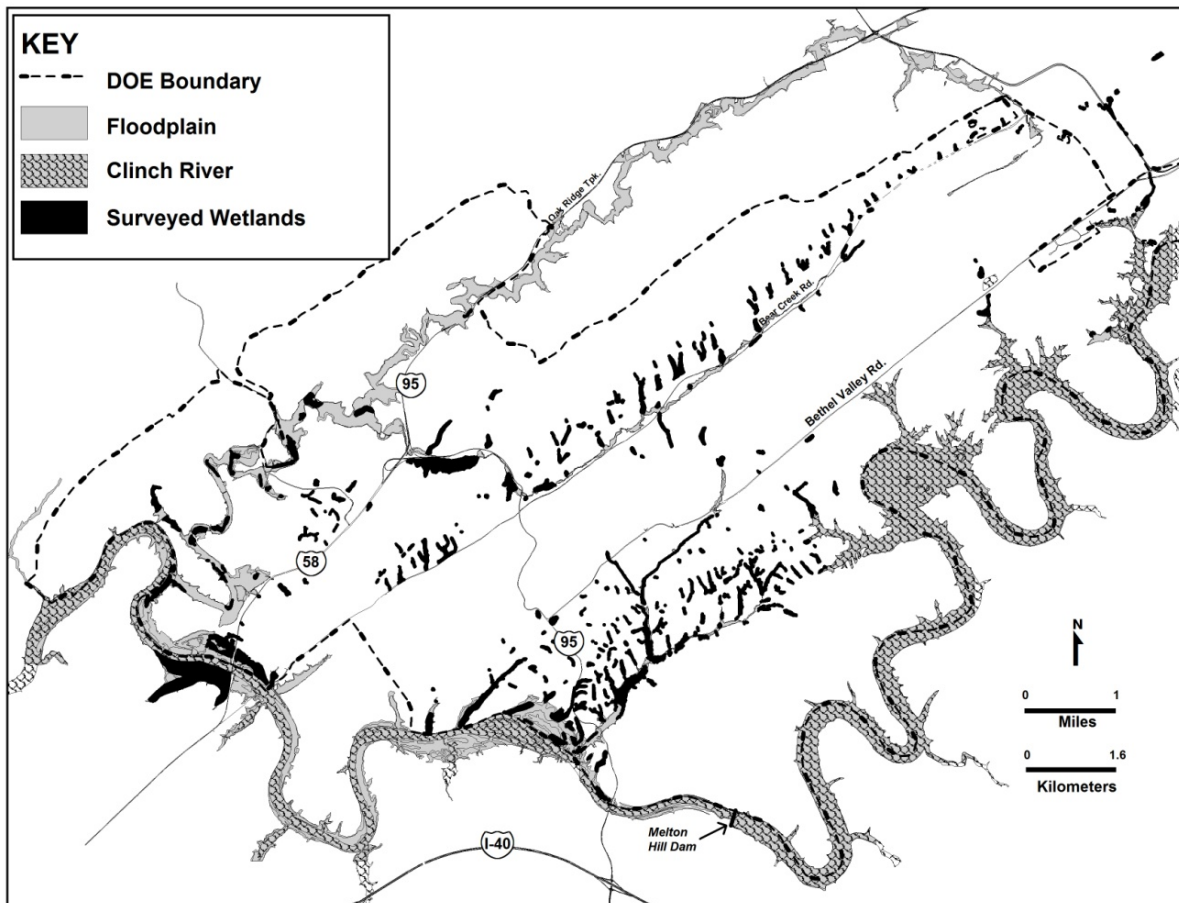 KEY
DOE Boundary
Floodplain
Clinch River
Surveyed Wetlands
Oak Ridge Tpk.
Bear Creek Rd.
95
Bethel Valley Rd.
58
95
N
0 1
Miles
0 1.6
Kilometers
Melton
Hill Dam
I-40